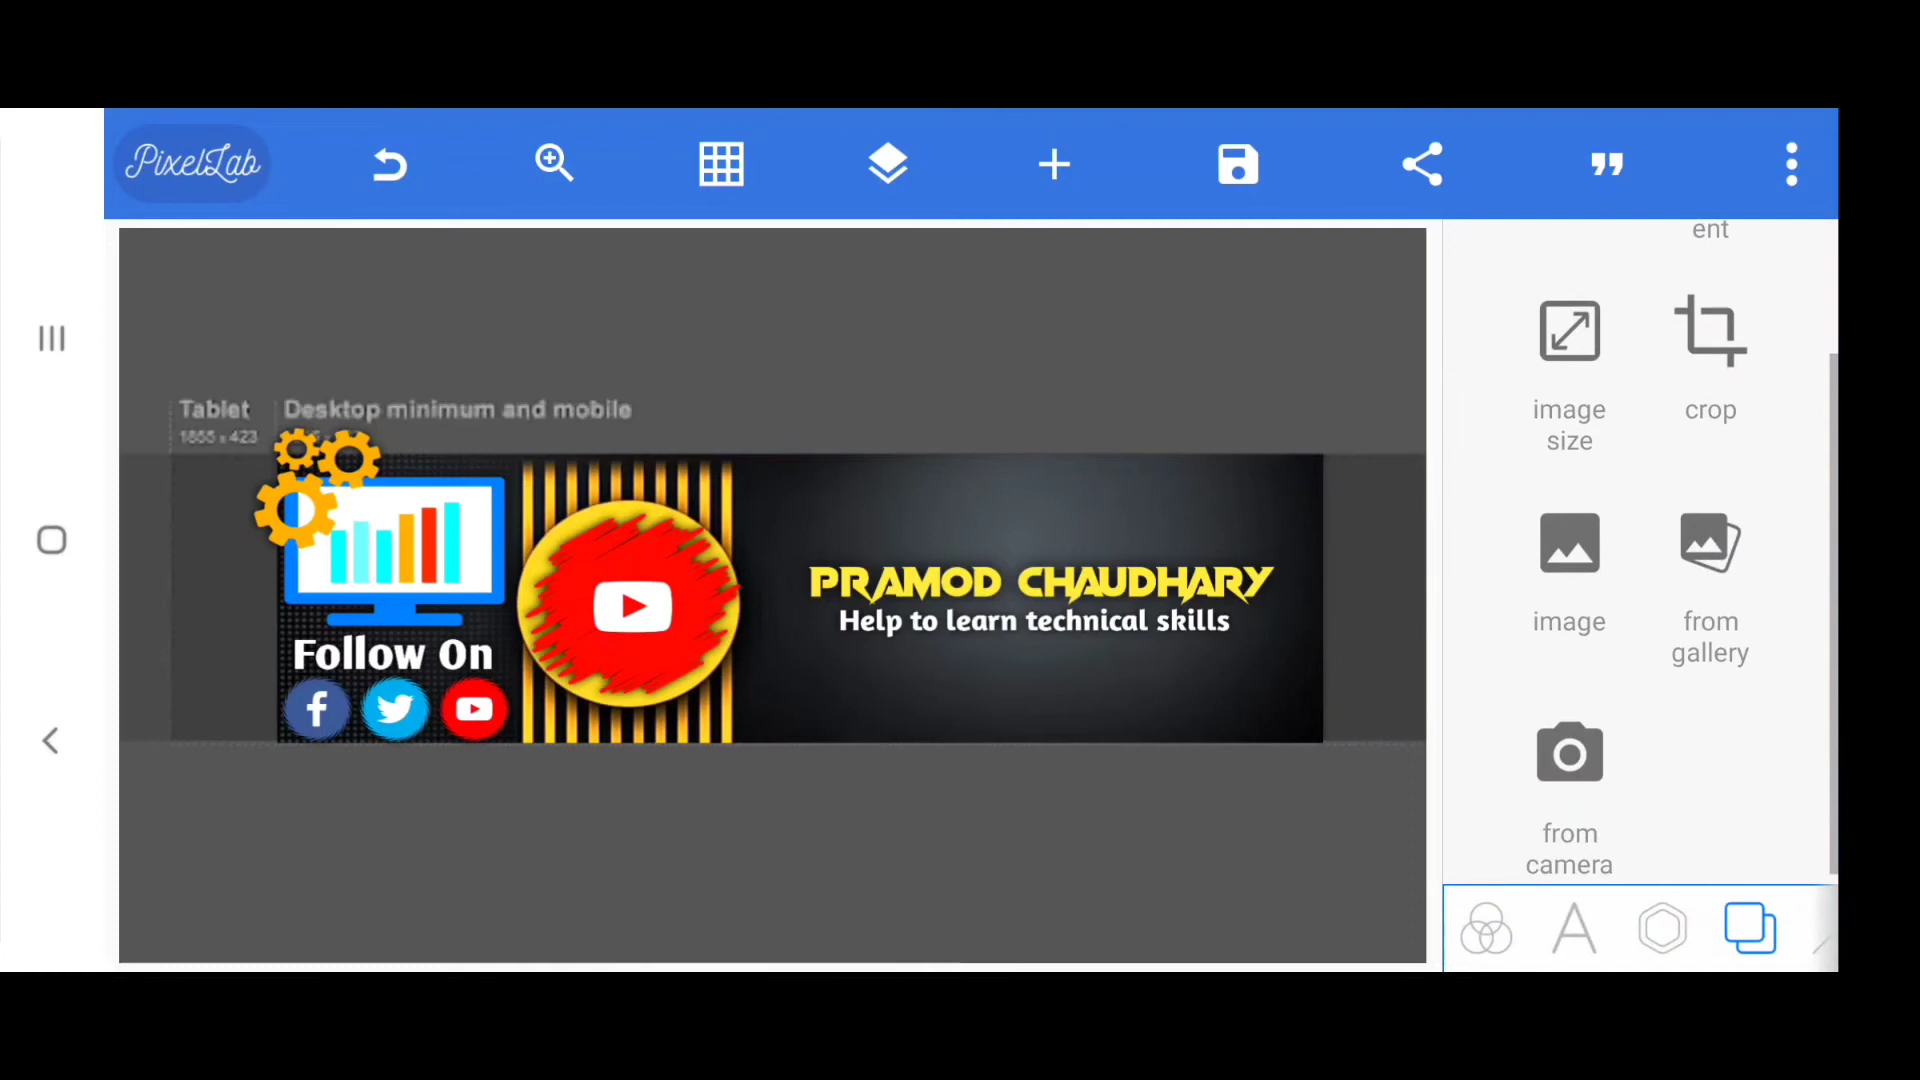 PixelLab
ent
Tablet
Desktop minimum and mobile
1855 x 423
image
size
crop
PRAMOD CHAUDHARY
Help to learn technical skills
image
from
gallery
Follow On
from
camera